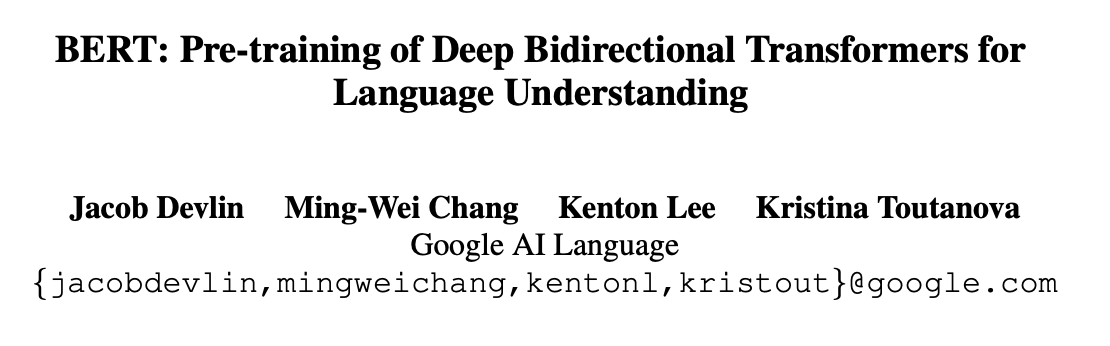 BERT: Pre-training of Deep Bidirectional Transformers for
Language Understanding
Jacob Devlin Ming-Wei Chang Kenton Lee Kristina Toutanova
Google AI Language
{jacobdevlin,mingweichang,kentonl,kristout}@google.com